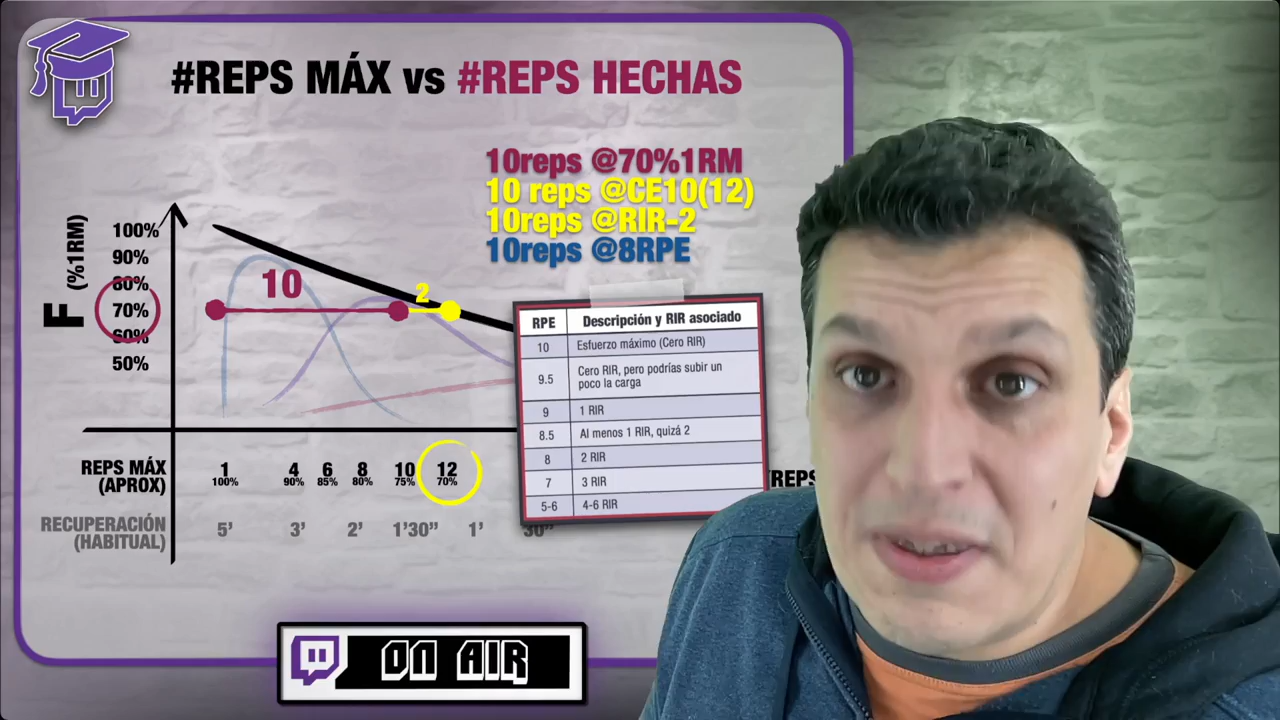 #REPS MÁX vs #REPS HECHAS
10reps @70%1RM
10 reps @CE10(12)
10reps @RIR-2
10reps @8RPE
F (%1RM)
100%
90%
80%
70%
60%
50%
10
2
RPE Descripción y RIR asociado
10 Esfuerzo máximo (Cero RIR)
9.5 Cero RIR, pero podrías subir un
poco la carga
9 1 RIR
8.5 Al menos 1 RIR, quizá 2
8 2 RIR
7 3 RIR
5-6 4-6 RIR
REPS MÁX
(APROX)
1 4 6 8 10 12
100% 90% 85% 80% 75% 70%
REPS
RECUPERACIÓN
(HABITUAL)
5' 3' 2' 1'30” 1' 30”
ON AIR